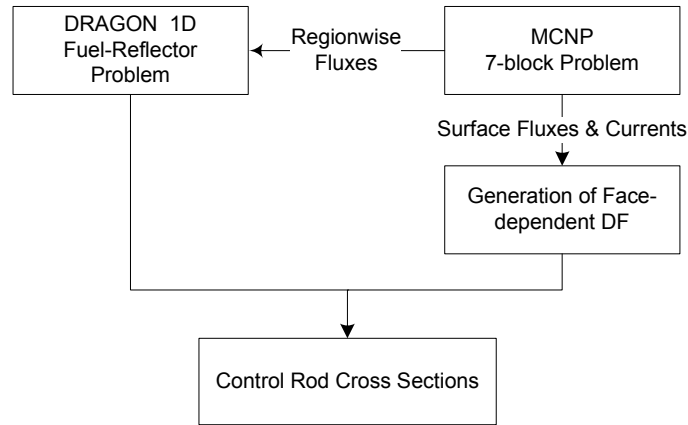 DRAGON 1D
Fuel-Reflector
Problem
Regionwise
Fluxes
MCNP
7-block Problem
Surface Fluxes & Currents
Generation of Face-
dependent DF
Control Rod Cross Sections